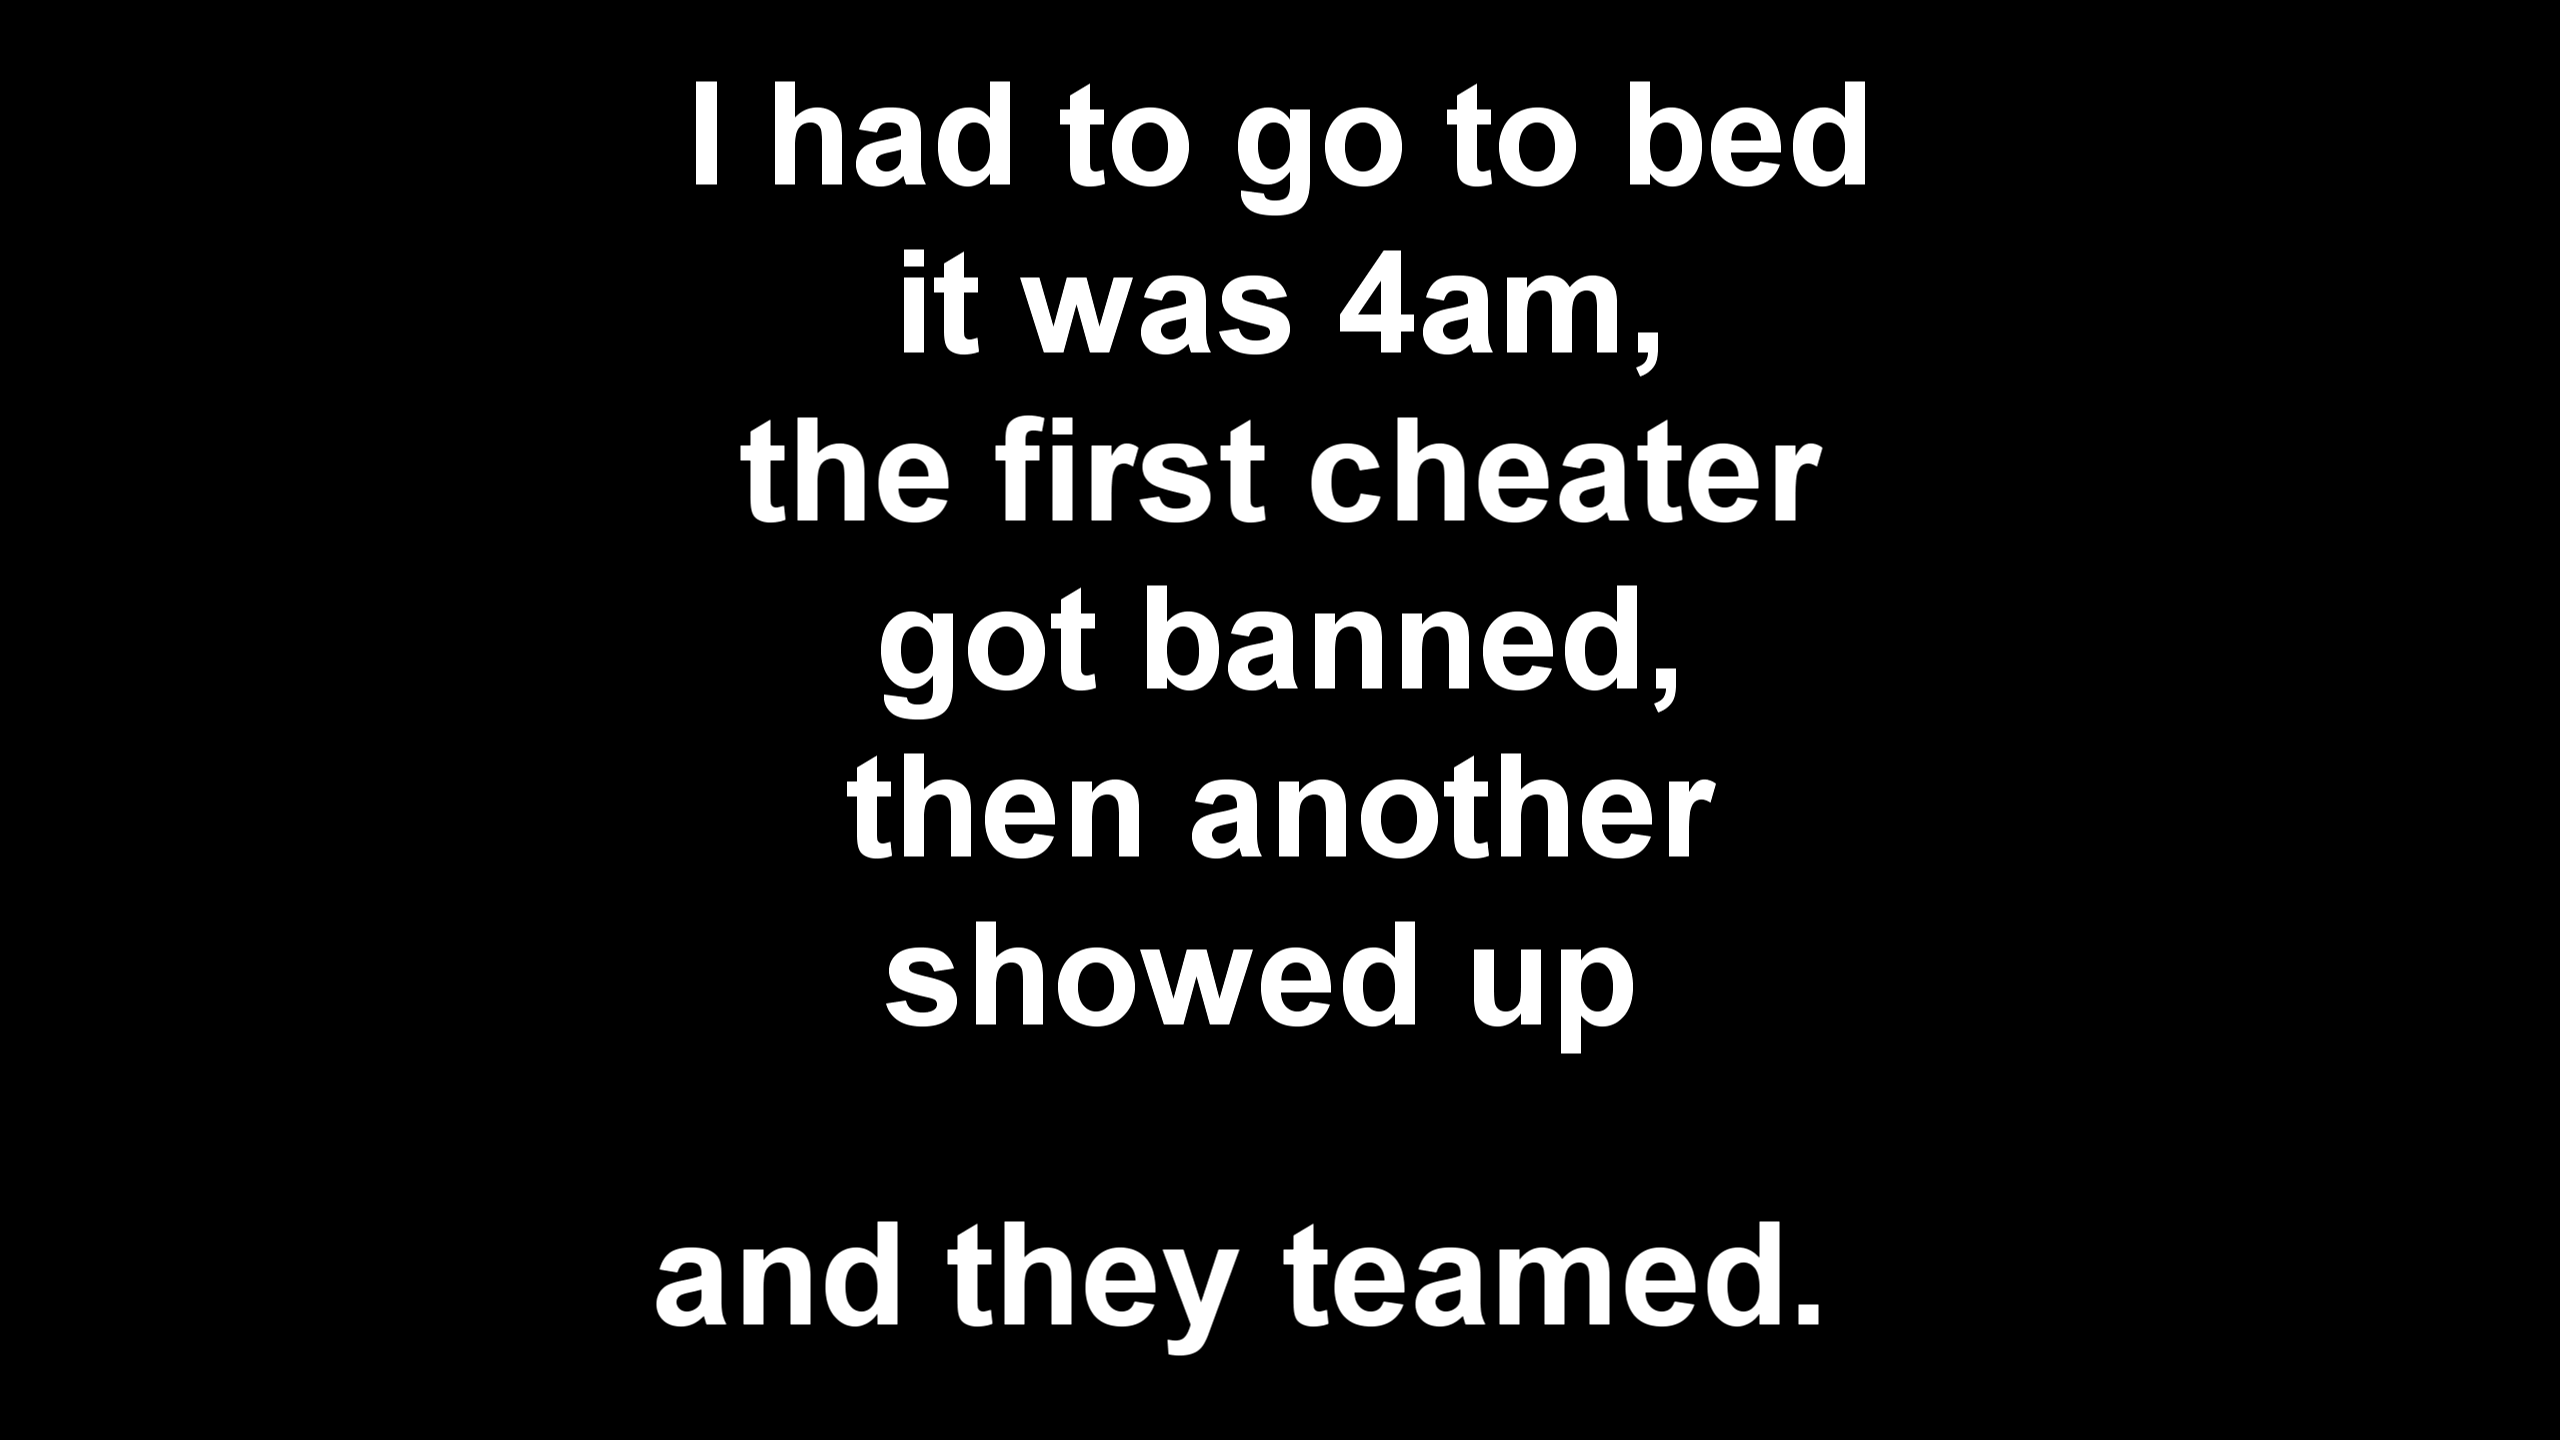 I had to go to bed
it was 4am,
the first cheater
got banned,
then another
showed up
and they teamed.